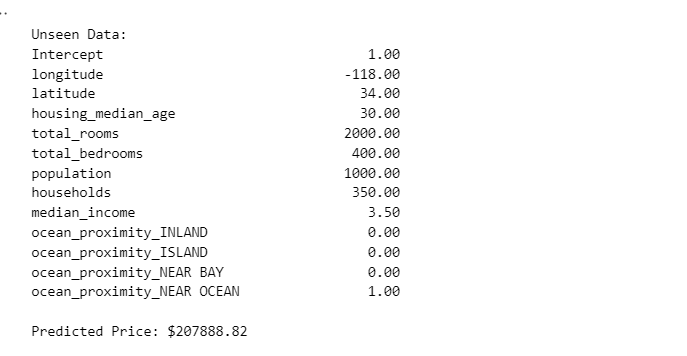 ..
Unseen Data:
Intercept 1.00
longitude -118.00
latitude 34.00
housing_median_age 30.00
total_rooms 2000.00
total_bedrooms 400.00
population 1000.00
households 350.00
median_income 3.50
ocean_proximity_INLAND 0.00
ocean_proximity_ISLAND 0.00
ocean_proximity_NEAR BAY 0.00
ocean_proximity_NEAR OCEAN 1.00
Predicted Price: $207888.82